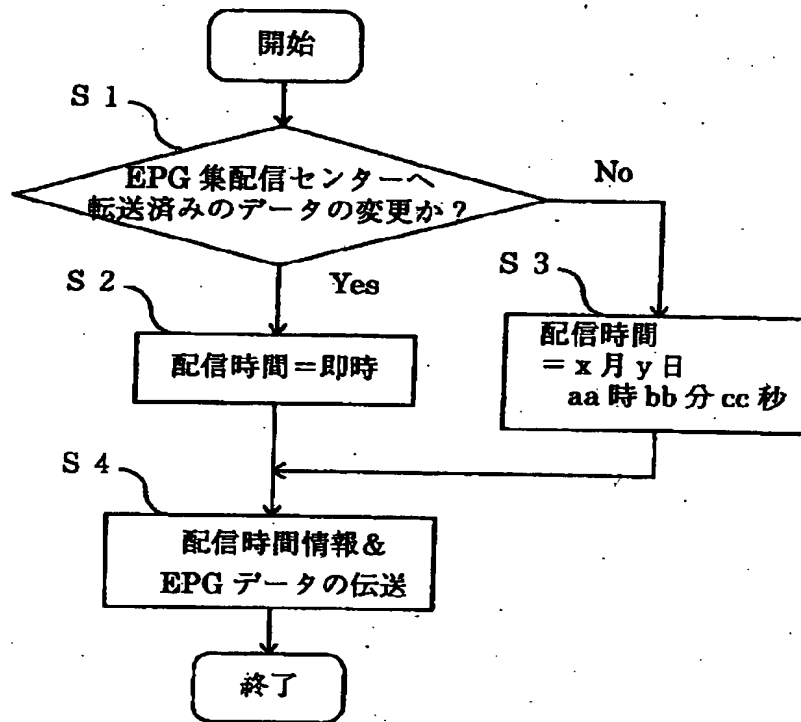 開始
S 1
EPG 集配信センターへ
転送済みのデータの変更か？
No
Yes
S 2
配信時間＝即時
S 3
配信時間
＝ x 月 y 日
aa 時 bb 分 cc 秒
S 4
配信時間情報＆
EPG データの伝送
終了